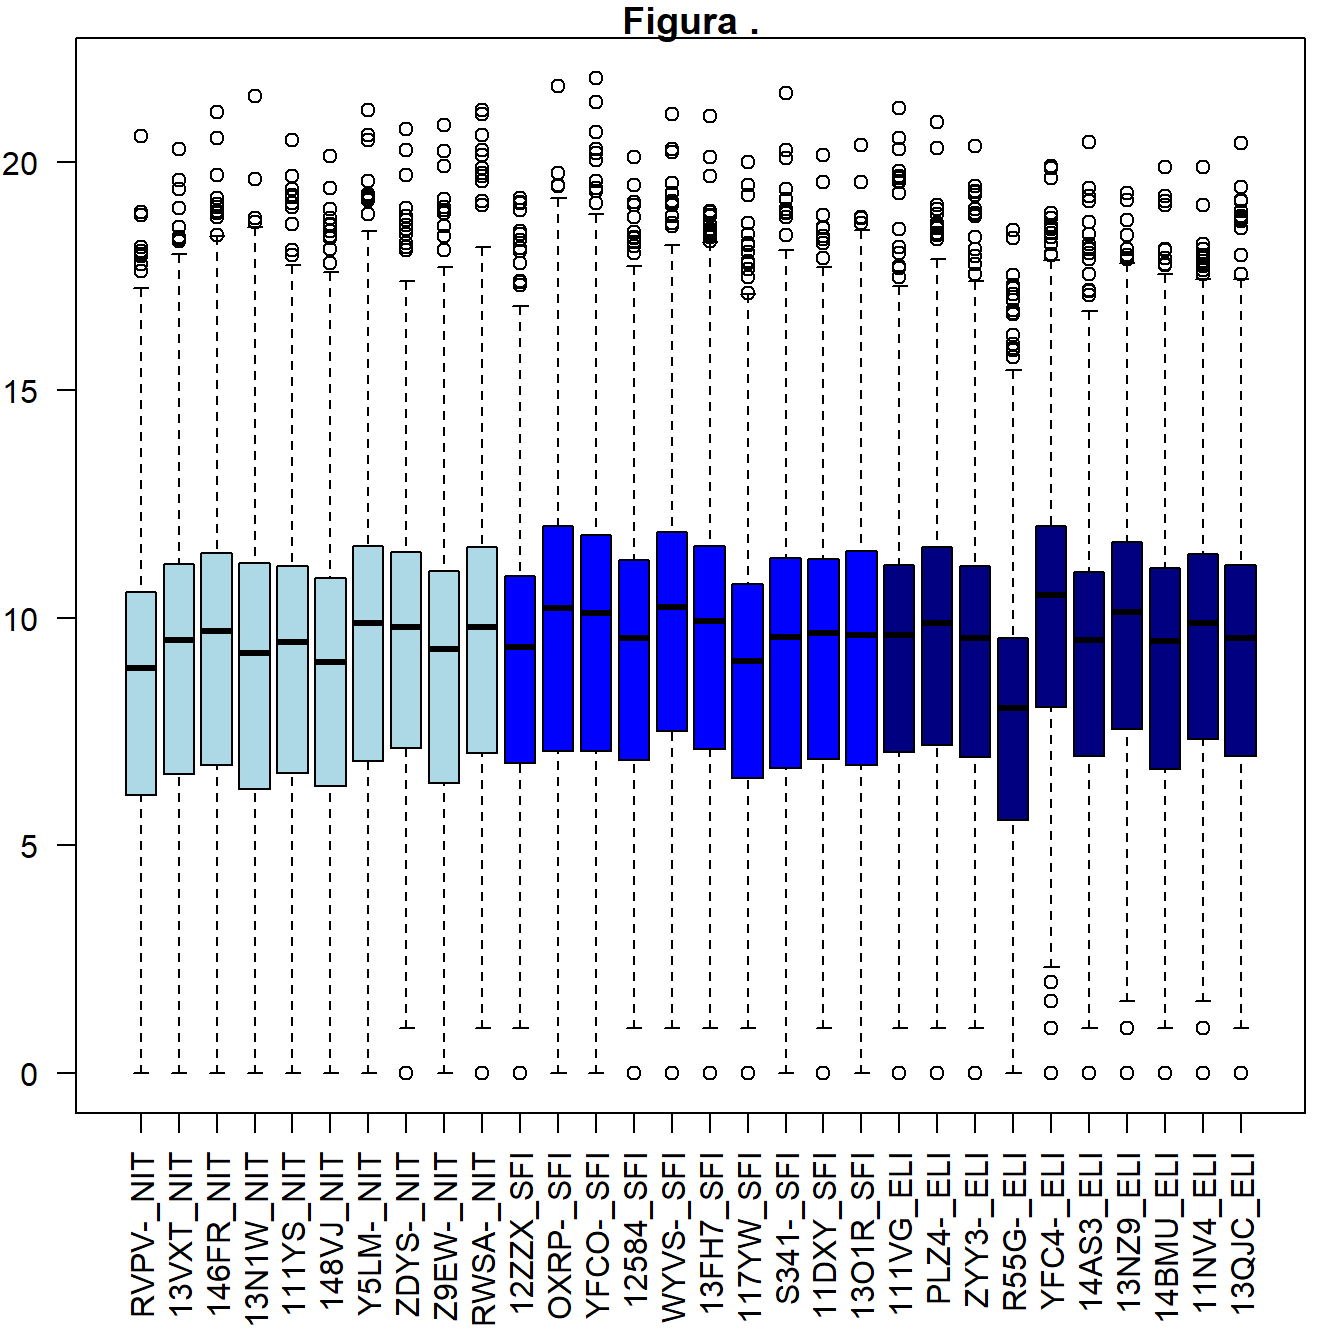 Figura .
20
15
10
5
0
RVPV-_NIT
13VXT_NIT
146FR_NIT
13N1W_NIT
111YS_NIT
148VJ_NIT
Y5LM-_NIT
ZDYS-_NIT
Z9EW-_NIT
RWSA-_NIT
12ZZX_SFI
OXRP-_SFI
YFCO-_SFI
12584_SFI
WYVS-_SFI
13FH7_SFI
117YW_SFI
S341-_SFI
11DXY_SFI
13O1R_SFI
111VG_ELI
PLZ4-_ELI
ZYY3-_ELI
R55G-_ELI
YFC4-_ELI
14AS3_ELI
13NZ9_ELI
14BMU_ELI
11NV4_ELI
13QJC_ELI